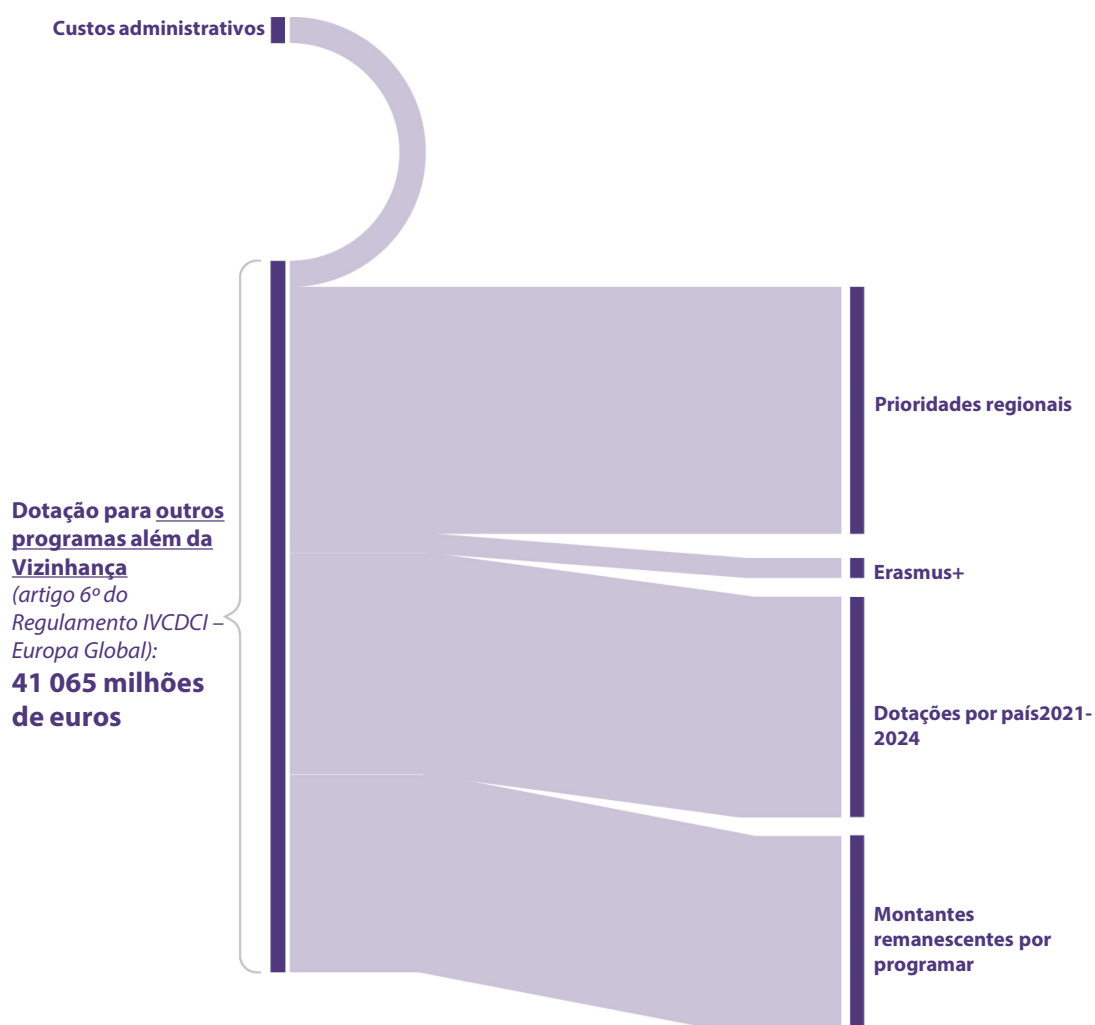 Custos administrativos
Prioridades regionais
Erasmus+
Dotação para outros
programas além da
Vizinhança
(artigo 6º do
Regulamento IVCDCI –
Europa Global):
41 065 milhões
de euros
Dotações por país2021-
2024
Montantes
remanescentes por
programar